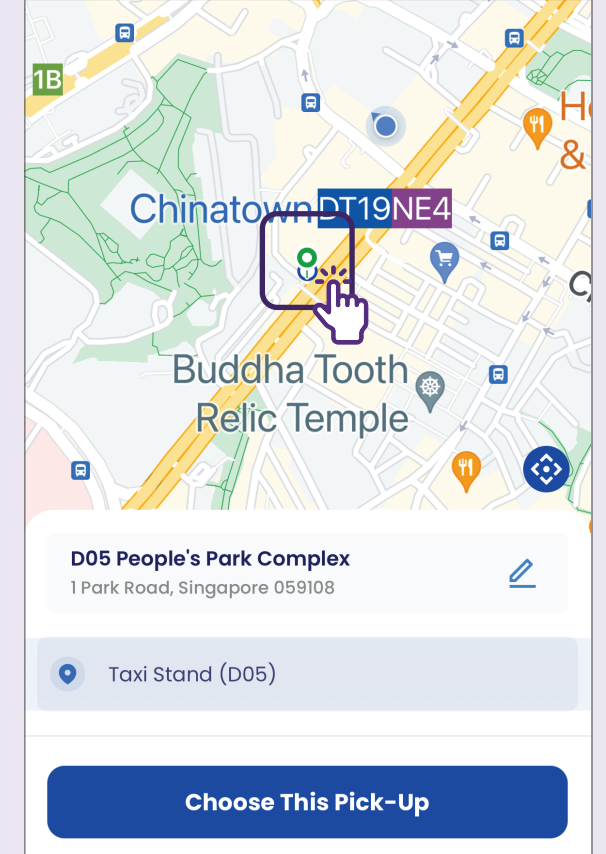 1B
H
&
Chinatown DT19 NE4
Buddha Tooth
Relic Temple
D05 People's Park Complex
1 Park Road, Singapore 059108
Taxi Stand (D05)
Choose This Pick-Up